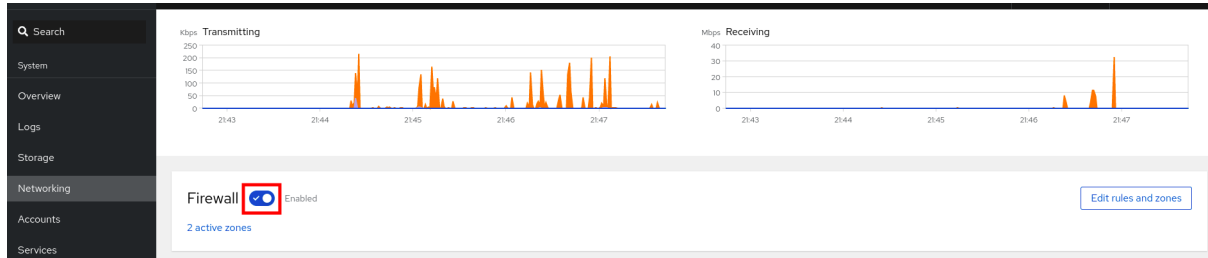 Search
System
Overview
Logs
Storage
Networking
Accounts
Services
Kbps Transmitting
250
200
150
100
50
0
21:43 21:44 21:45 21:46 21:47
Mbps Receiving
40
30
20
10
0
21:43 21:44 21:45 21:46 21:47
Firewall Enabled
Edit rules and zones
2 active zones